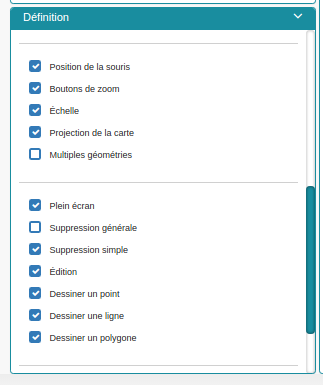 Définition
Position de la souris
Boutons de zoom
Échelle
Projection de la carte
Multiples géométries
Plein écran
Suppression générale
Suppression simple
Édition
Dessiner un point
Dessiner une ligne
Dessiner un polygone